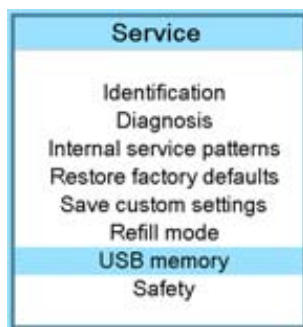 Service
Identification
Diagnosis
Internal service patterns
Restore factory defaults
Save custom settings
Refill mode
USB memory
Safety